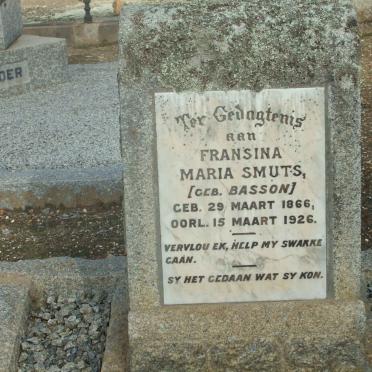 Ter Gedagtenis
aan
FRANSINA
MARIA SMUTS,
[GEB. BASSON]
GEB. 29 MAART 1866,
OORL. 15 MAART 1926.
VERVLOU EK, HELP MY SWAKKE
GAAN.
SY HET GEDAAN WAT SY KON.